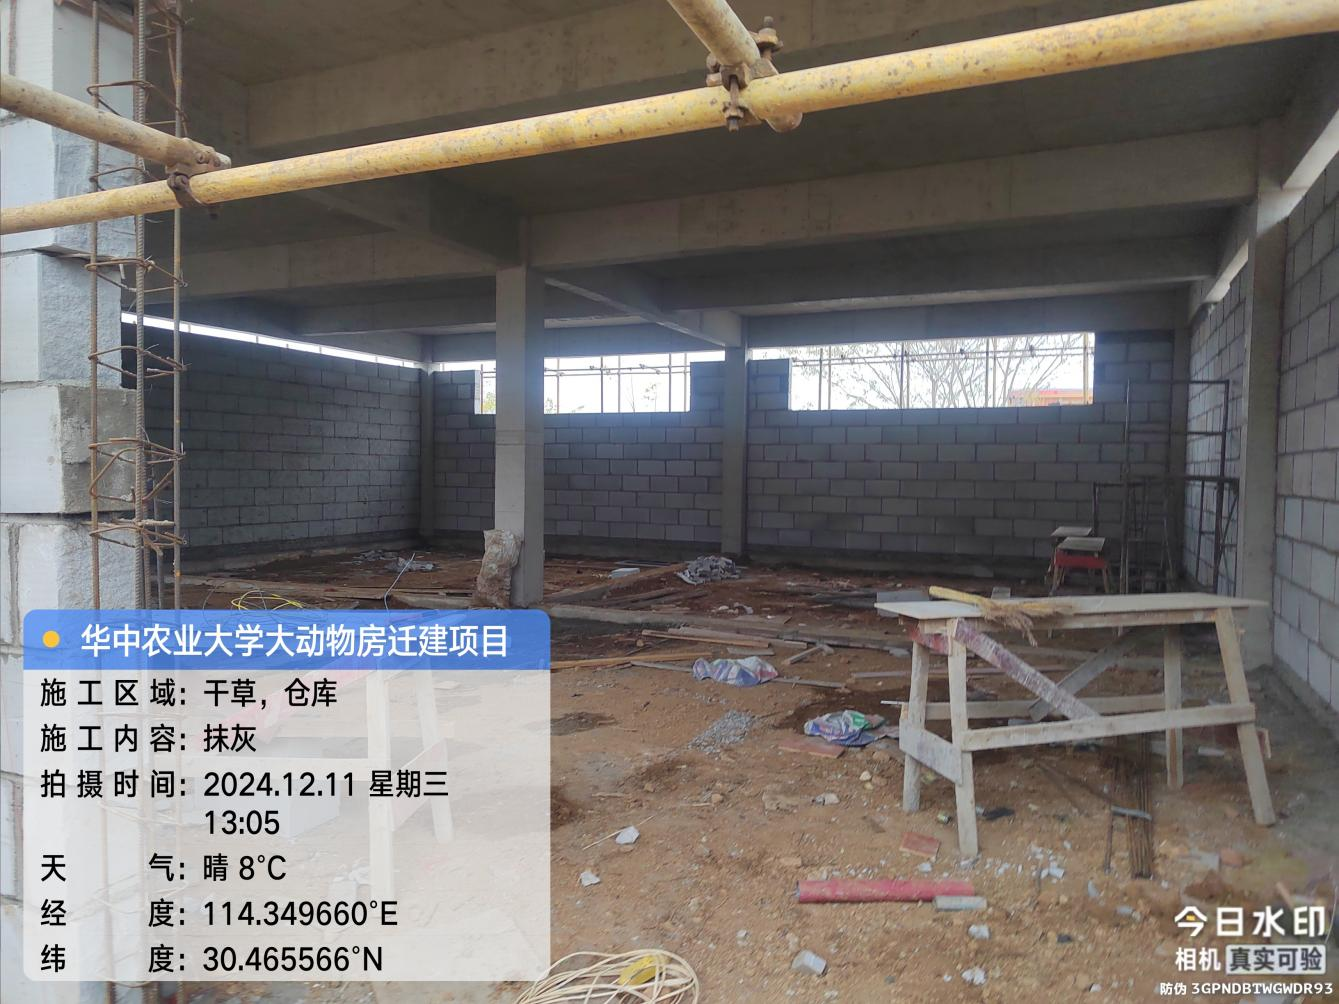 华中农业大学大动物房迁建项目
施工区域：干草，仓库
施工内容：抹灰
拍摄时间：2024.12.11 星期三
13:05
天气：晴 8℃
经度：114.349660°E
纬度：30.465566°N
今日水印
相机 真实可验
防伪 3GPNDBTWGWDR93